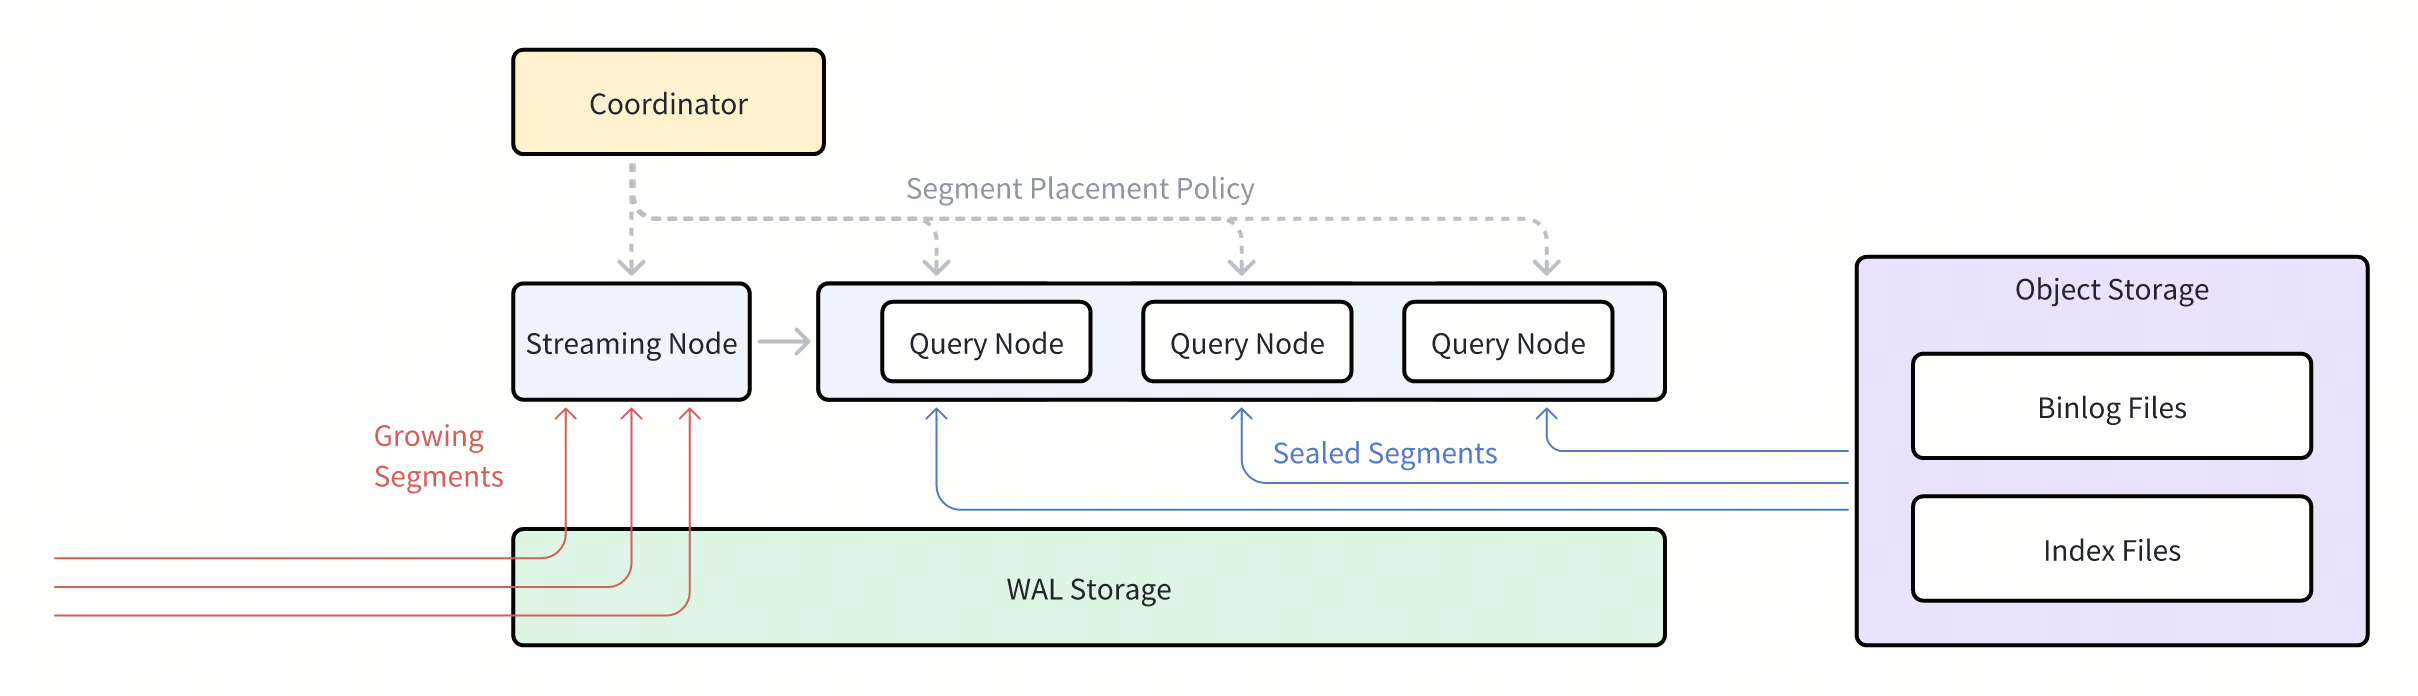 Coordinator
Segment Placement Policy
Streaming Node
Query Node
Query Node
Query Node
Object Storage
Binlog Files
Index Files
Growing
Segments
Sealed Segments
WAL Storage